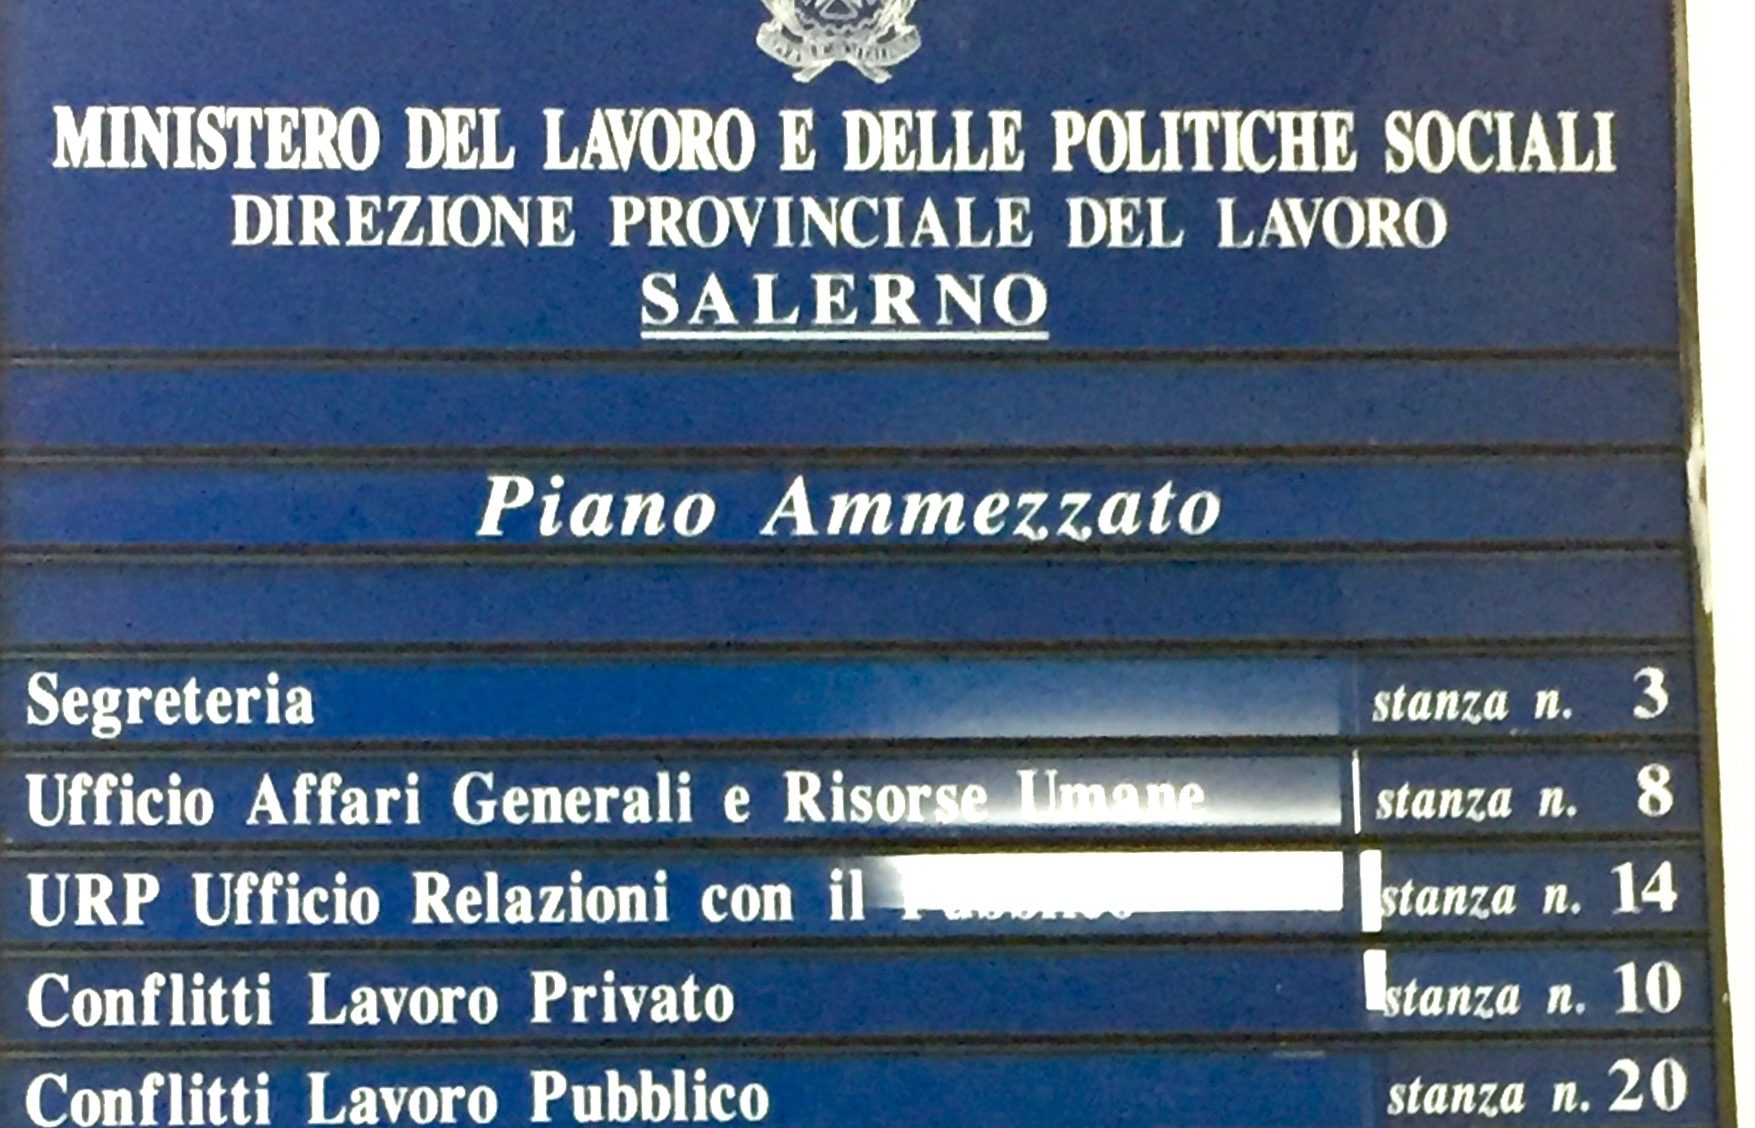 MINISTERO DEL LAVORO E DELLE POLITICHE SOCIALI
DIREZIONE PROVINCIALE DEL LAVORO
SALERNO
Piano Ammezzato
Segreteria stanza n. 3
Ufficio Affari Generali e Risorse Umane stanza n. 8
URP Ufficio Relazioni con il Pubblico stanza n. 14
Conflitti Lavoro Privato stanza n. 10
Conflitti Lavoro Pubblico stanza n. 20